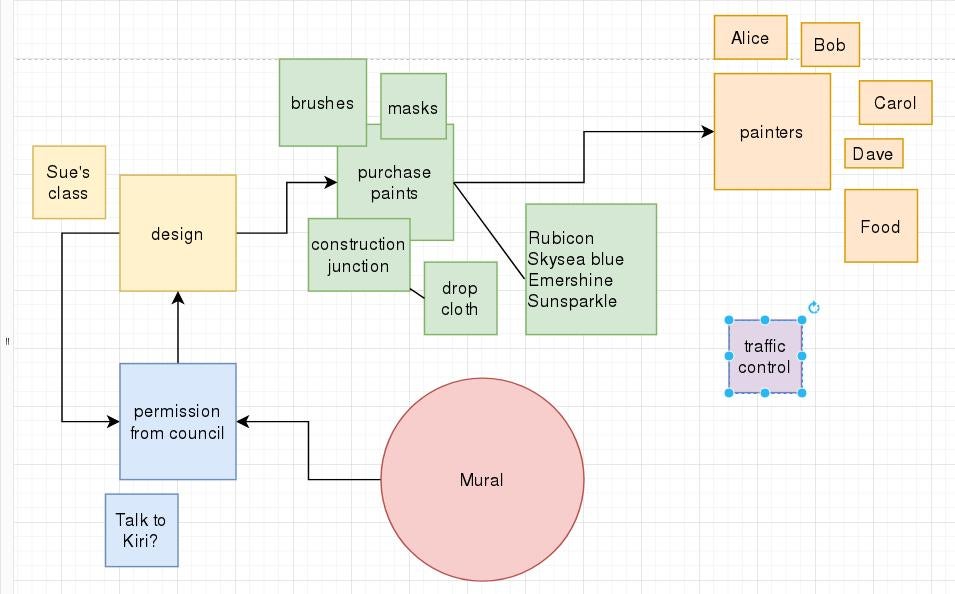 Alice
Bob
brushes
masks
Carol
painters
Dave
Sue's
class
purchase
paints
Food
design
construction
junction
Rubicon
Skysea blue
Emershine
Sunsparkle
drop
cloth
traffic
control
permission
from council
Mural
Talk to
Kiri?